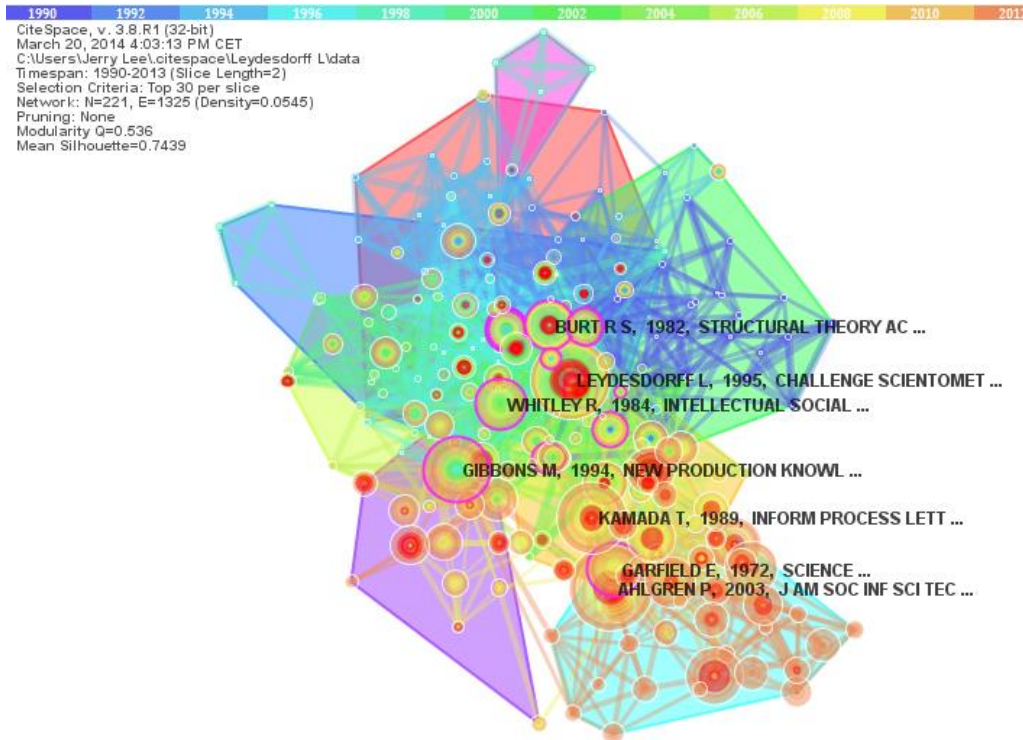 1990 1992 1994 1996 1998 2000 2002 2004 2006 2008 2010 2012
CiteSpace, v. 3.8.R1 (32-bit)
March 20, 2014 4:03:13 PM CET
C:\Users\Jerry Lee\.citespace\Leydesdorff L\data
Timespan: 1990-2013 (Slice Length=2)
Selection Criteria: Top 30 per slice
Network: N=221, E=1325 (Density=0.0545)
Pruning: None
Modularity Q=0.536
Mean Silhouette=0.7439
BURT R S, 1982, STRUCTURAL THEORY AC ...
LEYDESDORFF L, 1995, CHALLENGE SCIENTOMET ...
WHITLEY R, 1984, INTELLECTUAL SOCIAL ...
GIBBONS M, 1994, NEW PRODUCTION KNOWL ...
KAMADA T, 1989, INFORM PROCESS LETT ...
GARFIELD E, 1972, SCIENCE ...
AHLGREN P, 2003, J AM SOC INF SCI TEC ...